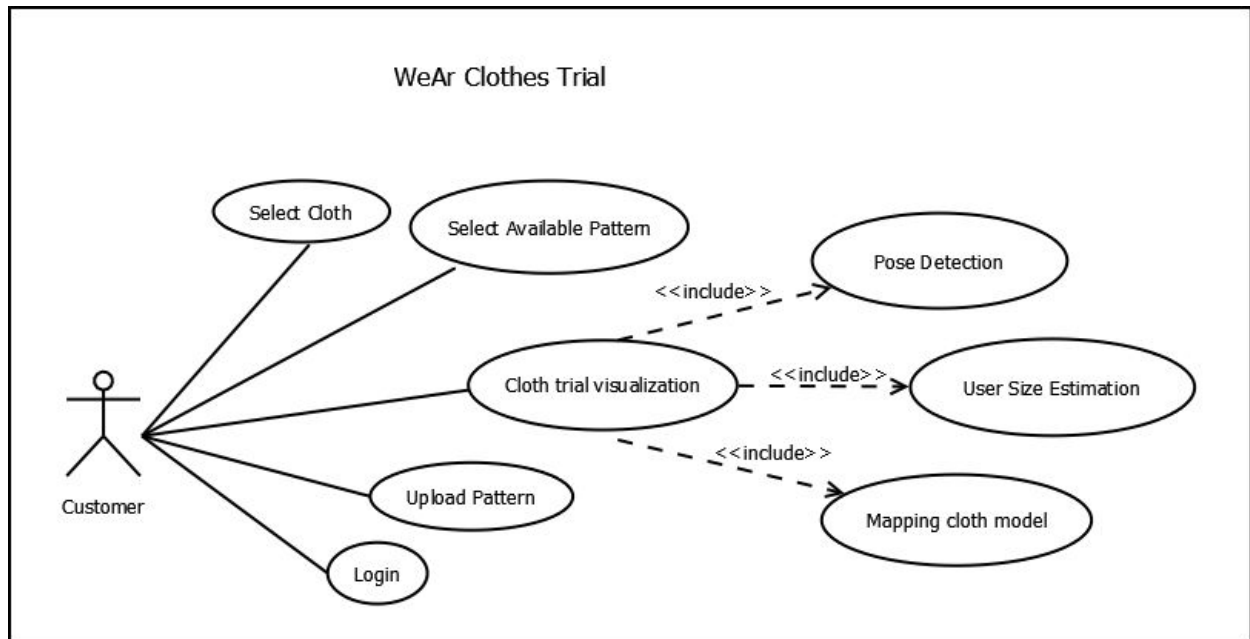 WeAr Clothes Trial
Select Cloth
Select Available Pattern
Pose Detection
<<include>>
Cloth trial visualization
<<include>>
User Size Estimation
<<include>>
Customer
Upload Pattern
Mapping cloth model
Login